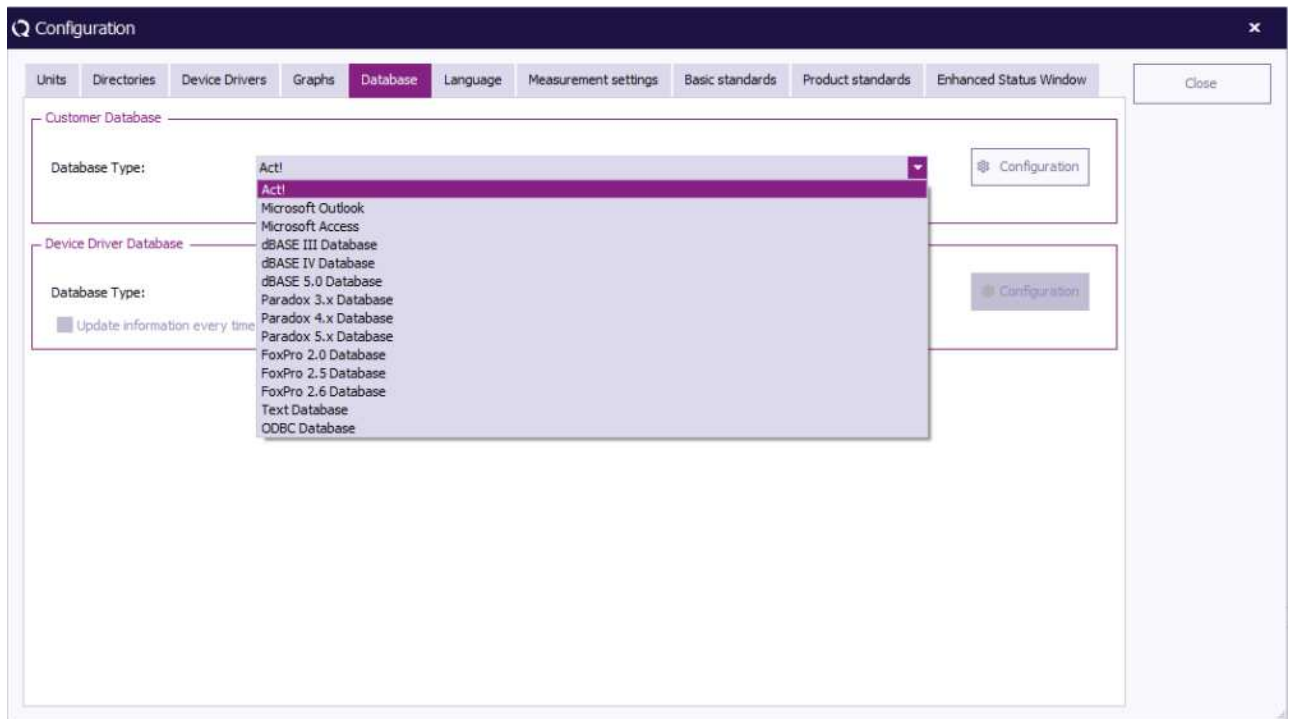 Configuration
Units Directories Device Drivers Graphs Database Language Measurement settings Basic standards Product standards Enhanced Status Window Close
Customer Database
Database Type: Act! Configuration
Act!
Microsoft Outlook
Microsoft Access
dBASE III Database
dBASE IV Database
dBASE 5.0 Database
Paradox 3.x Database
Paradox 4.x Database
Paradox 5.x Database
FoxPro 2.0 Database
FoxPro 2.5 Database
FoxPro 2.6 Database
Text Database
ODBC Database
Device Driver Database
Database Type: Configuration
Update information every time